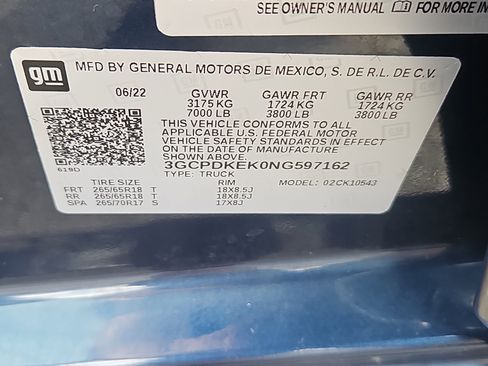 SEE OWNER'S MANUAL FOR MORE IN
gm
MFD BY GENERAL MOTORS DE MEXICO, S. DE R.L. DE C.V.
06/22 GVWR GAWR FRT GAWR RR
3175 KG 1724 KG 1724 KG
7000 LB 3800 LB 3800 LB
THIS VEHICLE CONFORMS TO ALL APPLICABLE
U.S. FEDERAL MOTOR
VEHICLE SAFETY STANDARDS IN EFFECT
ON THE DATE OF MANUFACTURE
619D 3GCPDKEK0NG597162
TYPE: TRUCK
TIRE SIZE RIM MODEL: 02CK10543
FRT 265/65R18 T 18X8.5J
RR 265/65R18 T 18X8.5J
SPA 265/70R17 S 17X8J